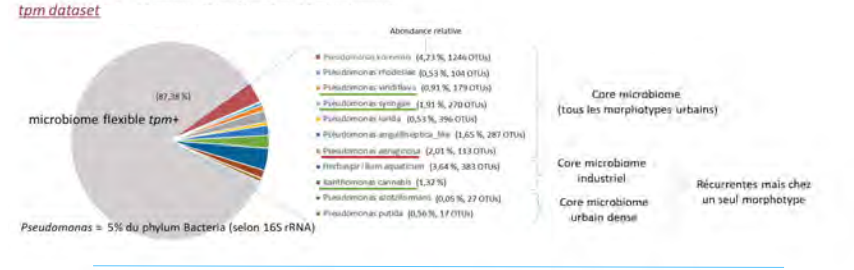 tpm dataset
Abondance relative
Pseudomonas koreensis (4,23 %, 1246 OTUs)
Pseudomonas rhodesiae (0,53 %, 104 OTUs)
Pseudomonas viridiflava (0,91 %, 179 OTUs)
Pseudomonas syringae (1,91 %, 270 OTUs)
Pseudomonas lurida (0,53 %, 396 OTUs)
Pseudomonas anguilliseptica_like (1,65 %, 287 OTUs)
Pseudomonas aeruginosa (2,01 %, 113 OTUs)
Herbaspirillum aquaticum (3,64 %, 383 OTUs)
Xanthomonas cannabis (1,32 %)
Pseudomonas (0,05 %, 27 OTUs)
Pseudomonas putida (0,56 %, 17 OTUs)
(87,38 %)
microbiome flexible tpm+
Core microbiome
(tous les morphotypes urbains)
Core microbiome
industriel
Core microbiome
urbain dense
Récurrentes mais chez
un seul morphotype
Pseudomonas = 5% du phylum Bacteria (selon 16S rRNA)